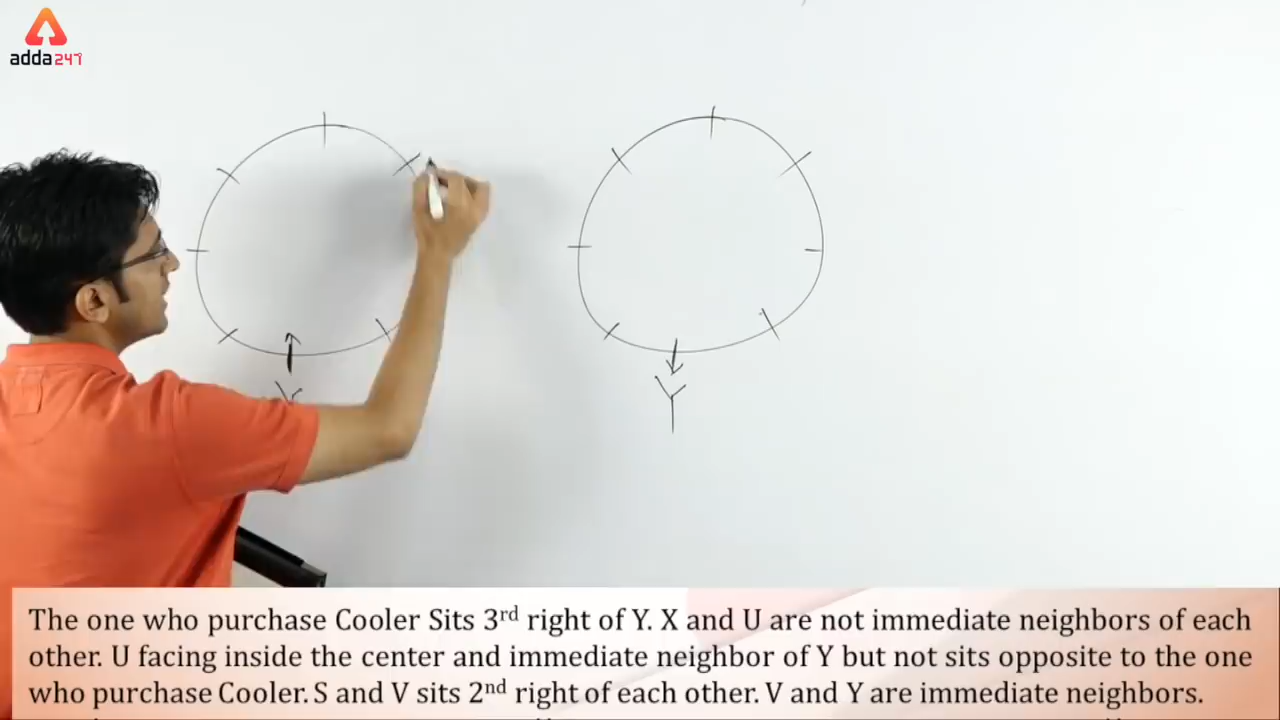 adda247
Y
Y
The one who purchase Cooler Sits 3rd right of Y. X and U are not immediate neighbors of each
other. U facing inside the center and immediate neighbor of Y but not sits opposite to the one
who purchase Cooler. S and V sits 2nd right of each other. V and Y are immediate neighbors.